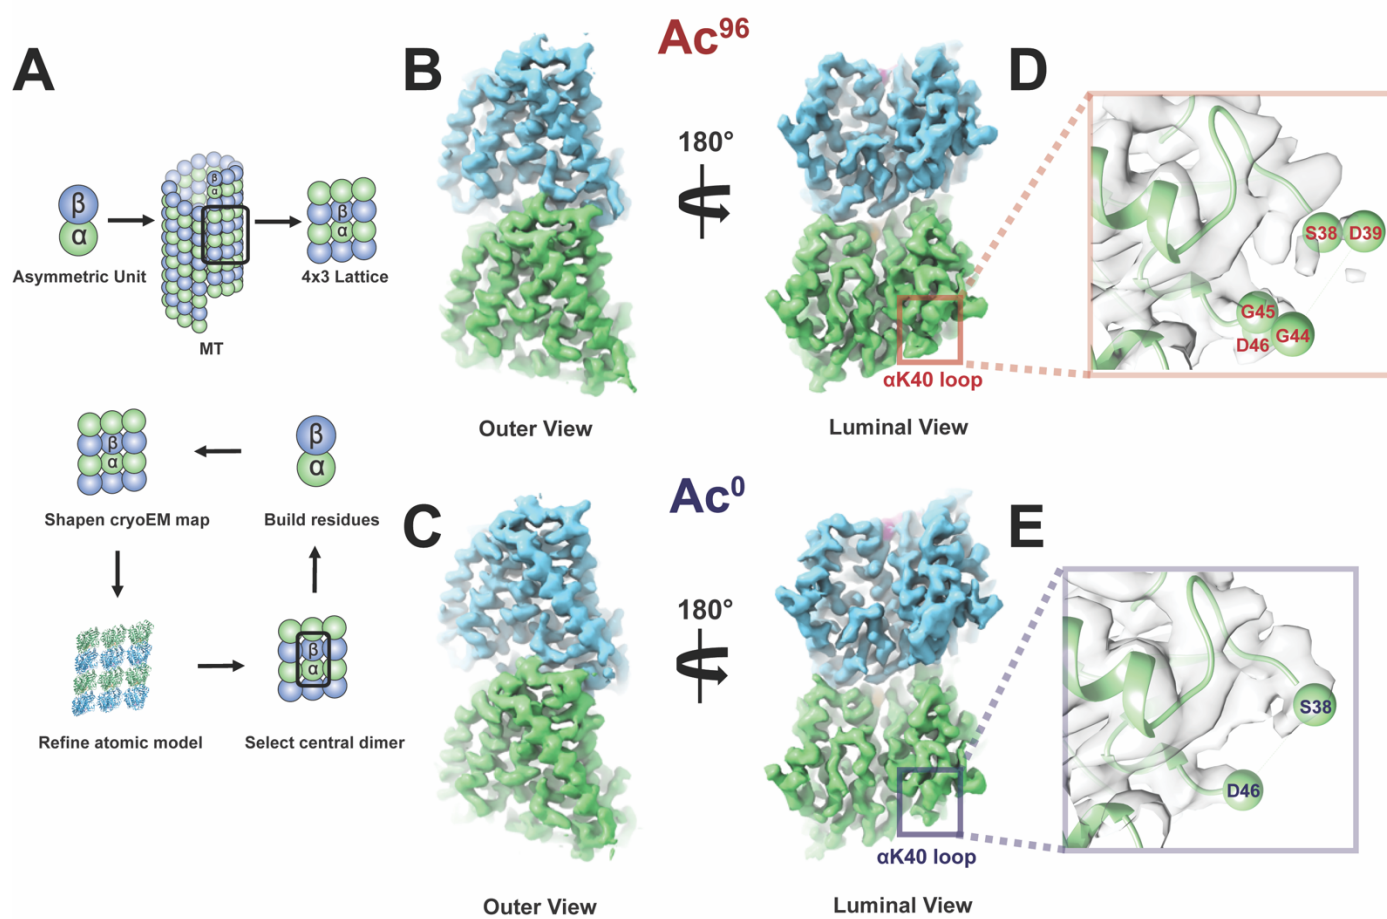 A
β
α
Asymmetric Unit
β
α
MT
β
α
4x3 Lattice
β
α
Shapen cryoEM map
β
α
Build residues
Refine atomic model
β
α
Select central dimer
B
Ac96
180°
αK40 loop
Outer View
Luminal View
D
S38
D39
G45
D46
G44
C
Ac0
180°
αK40 loop
Outer View
Luminal View
E
S38
D46